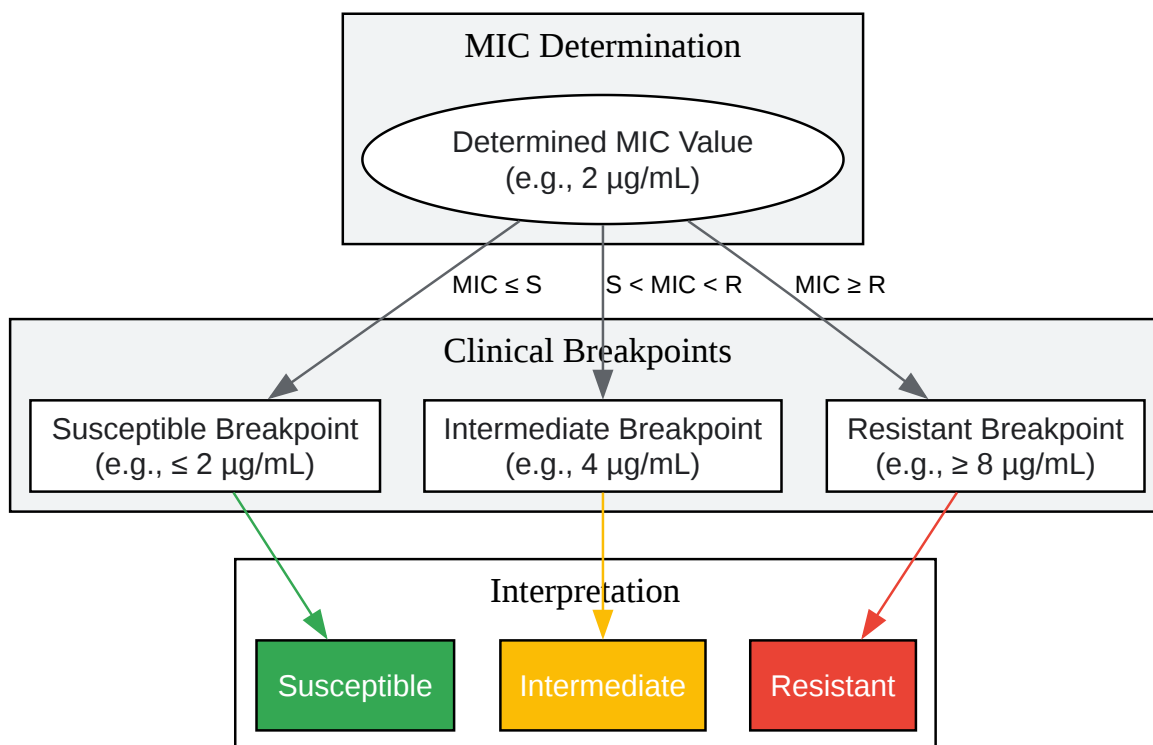 MIC Determination
Determined MIC Value
(e.g., 2 µg/mL)
MIC ≤ S
S < MIC < R
MIC ≥ R
Clinical Breakpoints
Susceptible Breakpoint
(e.g., ≤ 2 µg/mL)
Intermediate Breakpoint
(e.g., 4 µg/mL)
Resistant Breakpoint
(e.g., ≥ 8 µg/mL)
Interpretation
Susceptible
Intermediate
Resistant